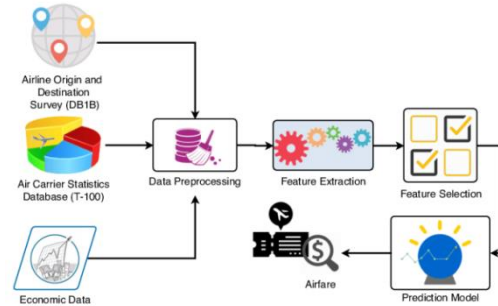 Airline Origin and
Destination
Survey (DB1B)
Air Carrier Statistics
Database (T-100)
Data Preprocessing
Feature Extraction
Feature Selection
Economic Data
Airfare
Prediction Model